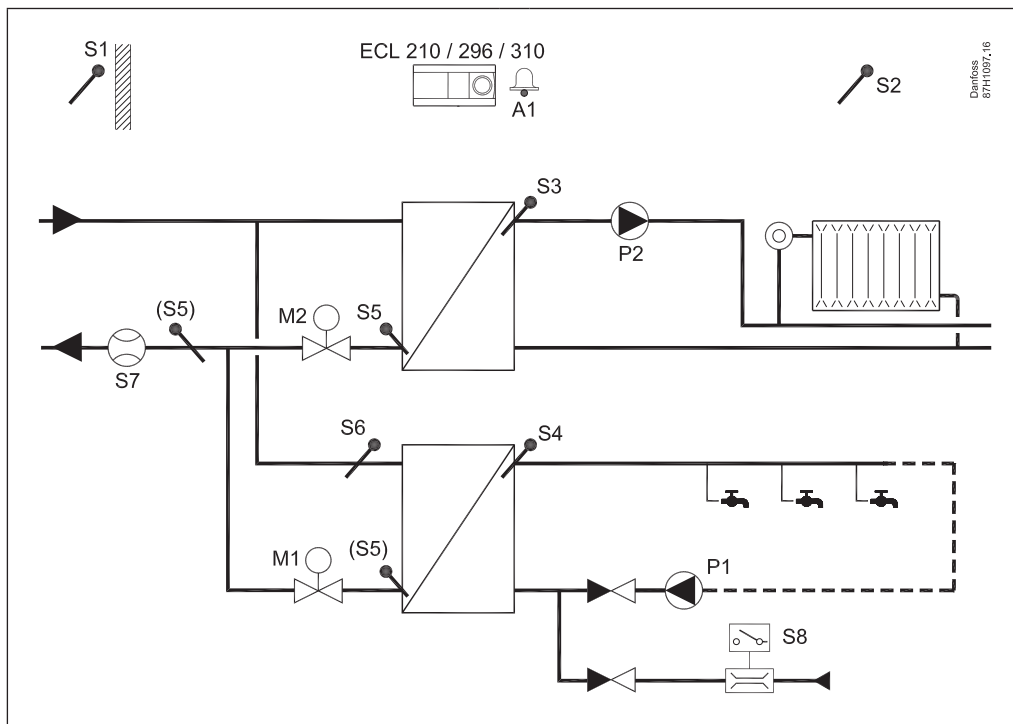 S1
ECL 210 / 296 / 310
A1
S2
Danfoss
87H1097.16
S3
P2
(S5)
M2
S5
S7
S6
S4
M1
(S5)
P1
S8